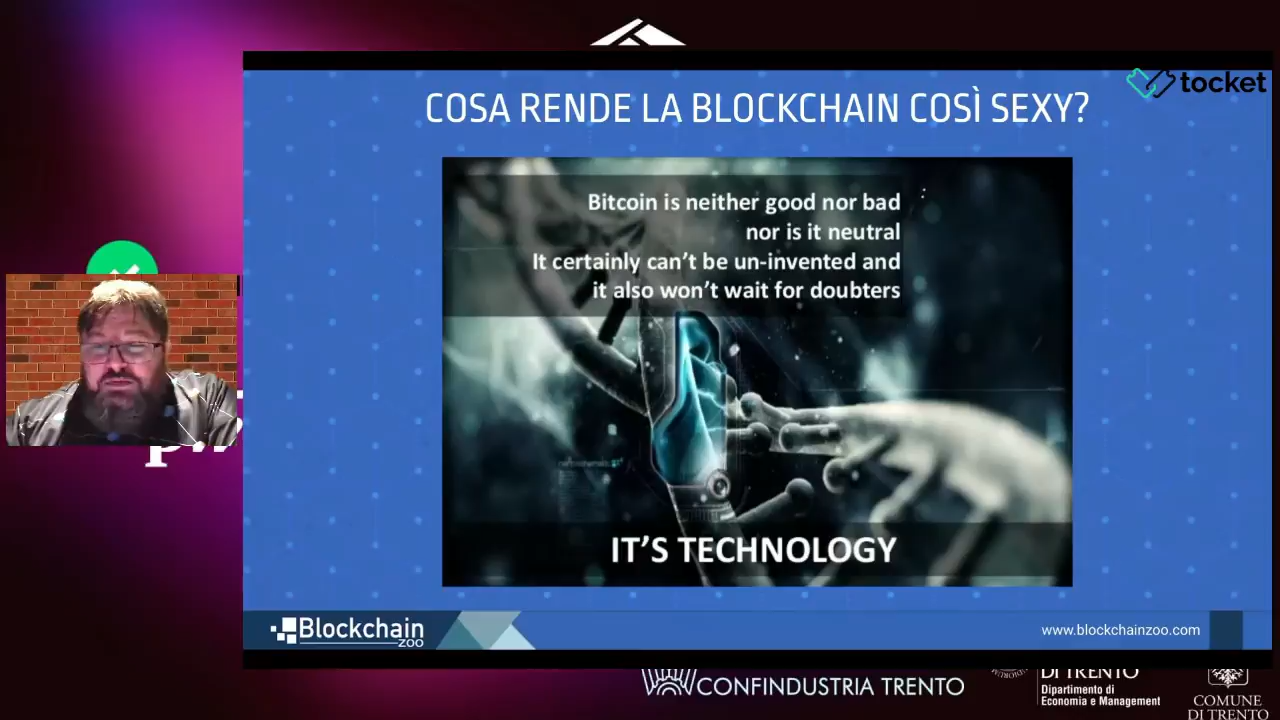 tocket
COSA RENDE LA BLOCKCHAIN COSÌ SEXY?
Bitcoin is neither good nor bad
nor is it neutral
It certainly can't be un-invented and
it also won't wait for doubters
IT'S TECHNOLOGY
Blockchain
ZOO
www.blockchainzoo.com
CONFINDUSTRIA TRENTO
DI TRENTO
Dipartimento di
Economia e Management
COMUNE
DI TRENTO